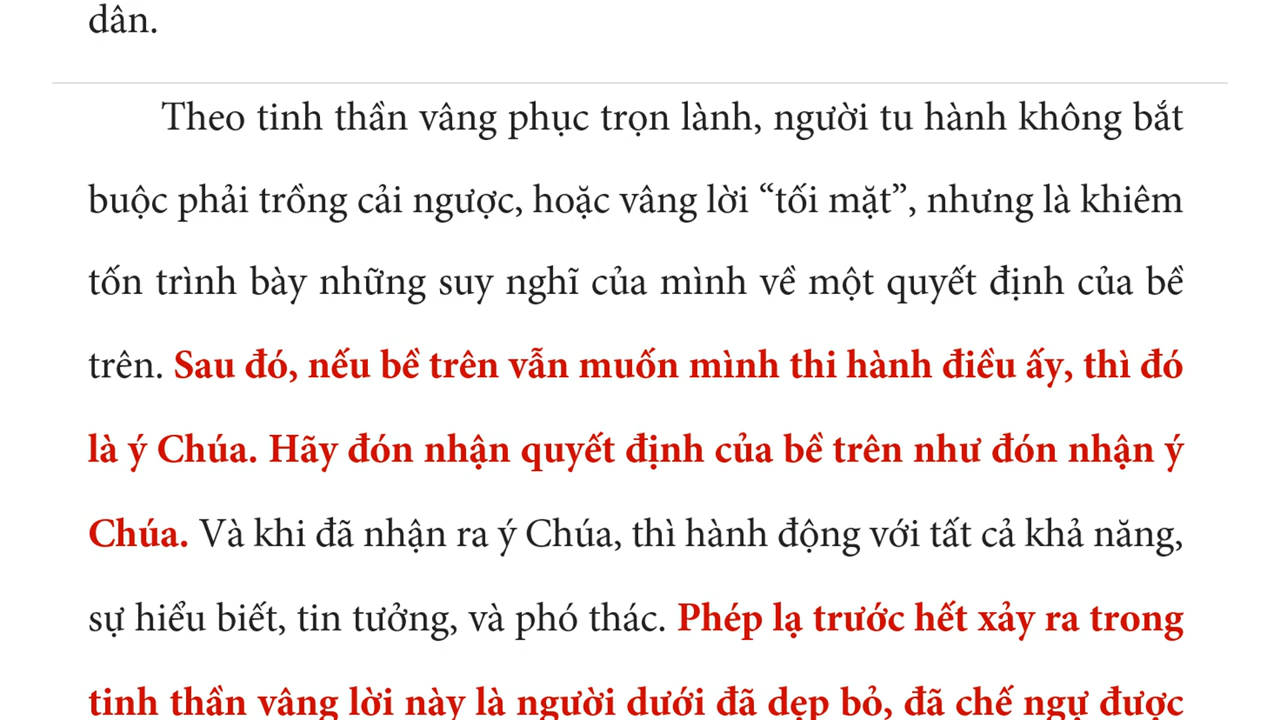 dân.
Theo tinh thần vâng phục trọn lành, người tu hành không bắt
buộc phải trồng cải ngược, hoặc vâng lời “tối mặt”, nhưng là khiêm
tốn trình bày những suy nghĩ của mình về một quyết định của bề
trên. Sau đó, nếu bề trên vẫn muốn mình thi hành điều ấy, thì đó
là ý Chúa. Hãy đón nhận quyết định của bề trên như đón nhận ý
Chúa. Và khi đã nhận ra ý Chúa, thì hành động với tất cả khả năng,
sự hiểu biết, tin tưởng, và phó thác. Phép lạ trước hết xảy ra trong
tinh thần vâng lời này là người dưới đã dẹp bỏ, đã chế ngự được